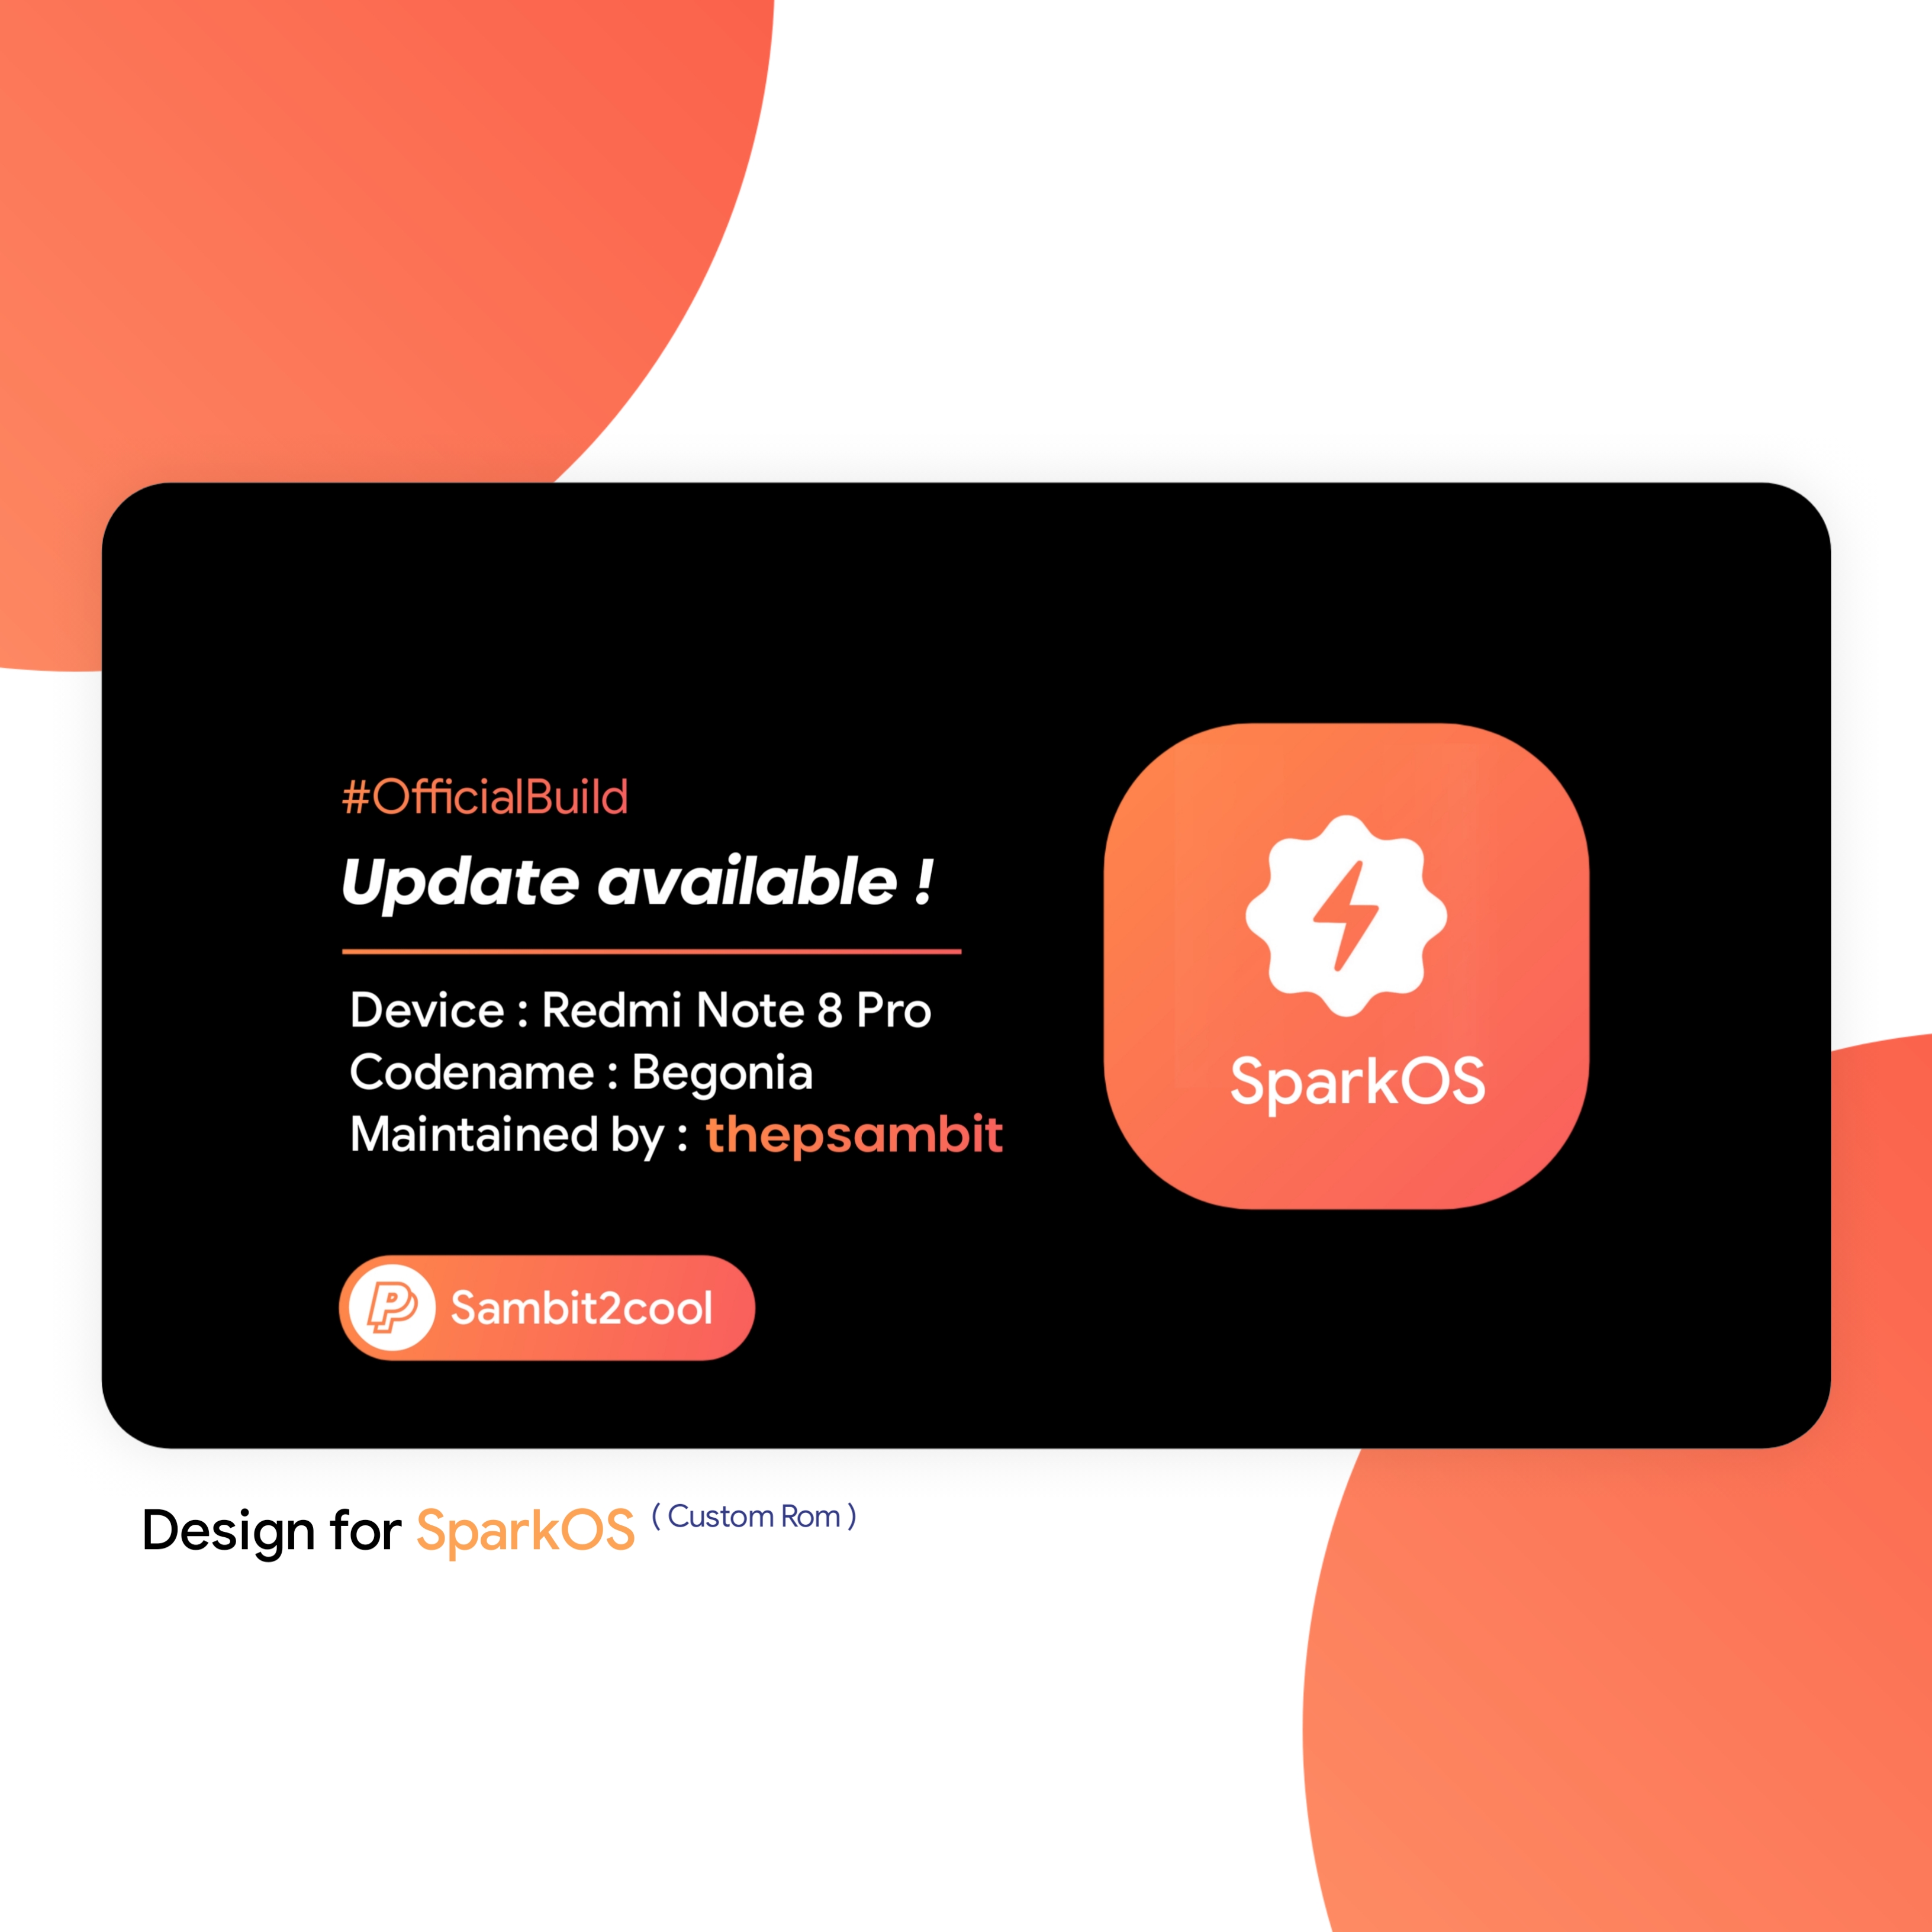 #OfficialBuild
Update available !
Device : Redmi Note 8 Pro
Codename : Begonia
Maintained by : thepsambit
SparkOS
P Sambit2cool
Design for SparkOS ( Custom Rom )